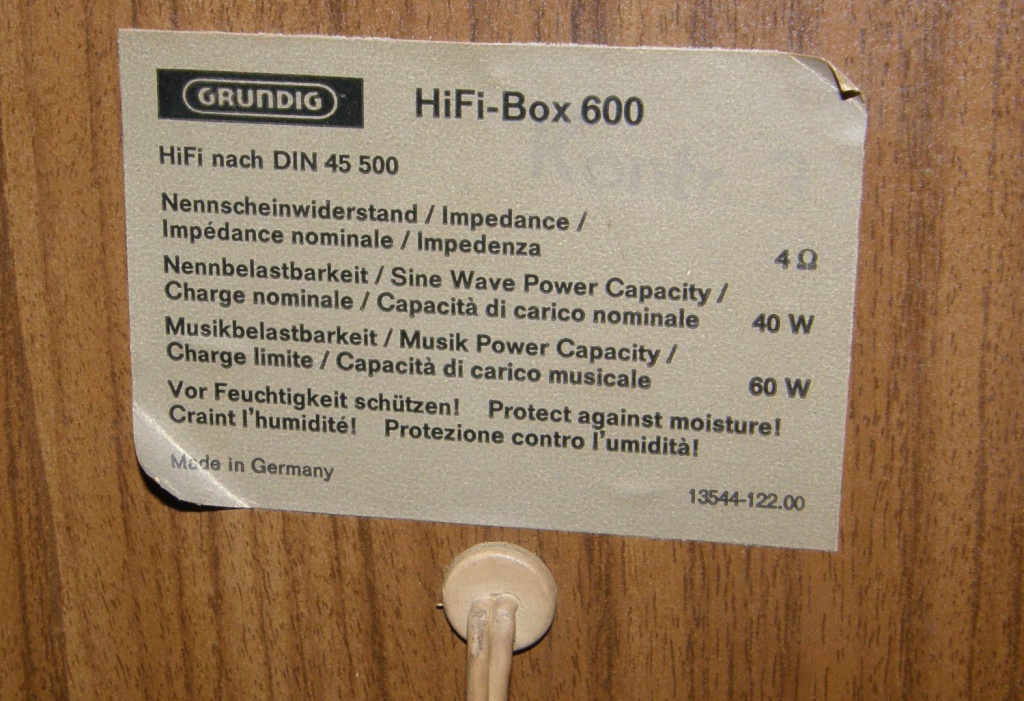 GRUNDIG
HiFi-Box 600
HiFi nach DIN 45 500
Nennscheinwiderstand / Impedance /
Impédance nominale / Impedenza 4 Ω
Nennbelastbarkeit / Sine Wave Power Capacity /
Charge nominale / Capacità di carico nominale 40 W
Musikbelastbarkeit / Musik Power Capacity /
Charge limite / Capacità di carico musicale 60 W
Vor Feuchtigkeit schützen! Protect against moisture!
Craint l'humidité! Protezione contro l'umidità!
Made in Germany
13544-122.00